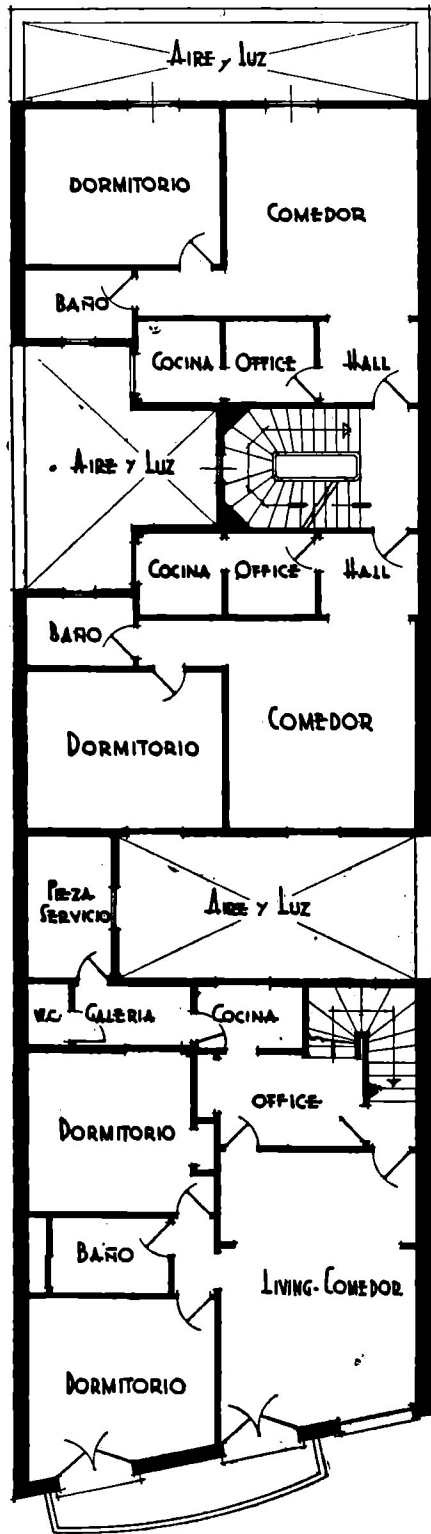 AIRE y LUZ
DORMITORIO
COMEDOR
BAÑO
COCINA OFFICE HALL
AIRE Y LUZ
COCINA OFFICE HALL
BAÑO
DORMITORIO
COMEDOR
PIEZA
SERVICIO
AIRE Y LUZ
W.C GALERIA COCINA
DORMITORIO
OFFICE
BAÑO
LIVING-COMEDOR
DORMITORIO